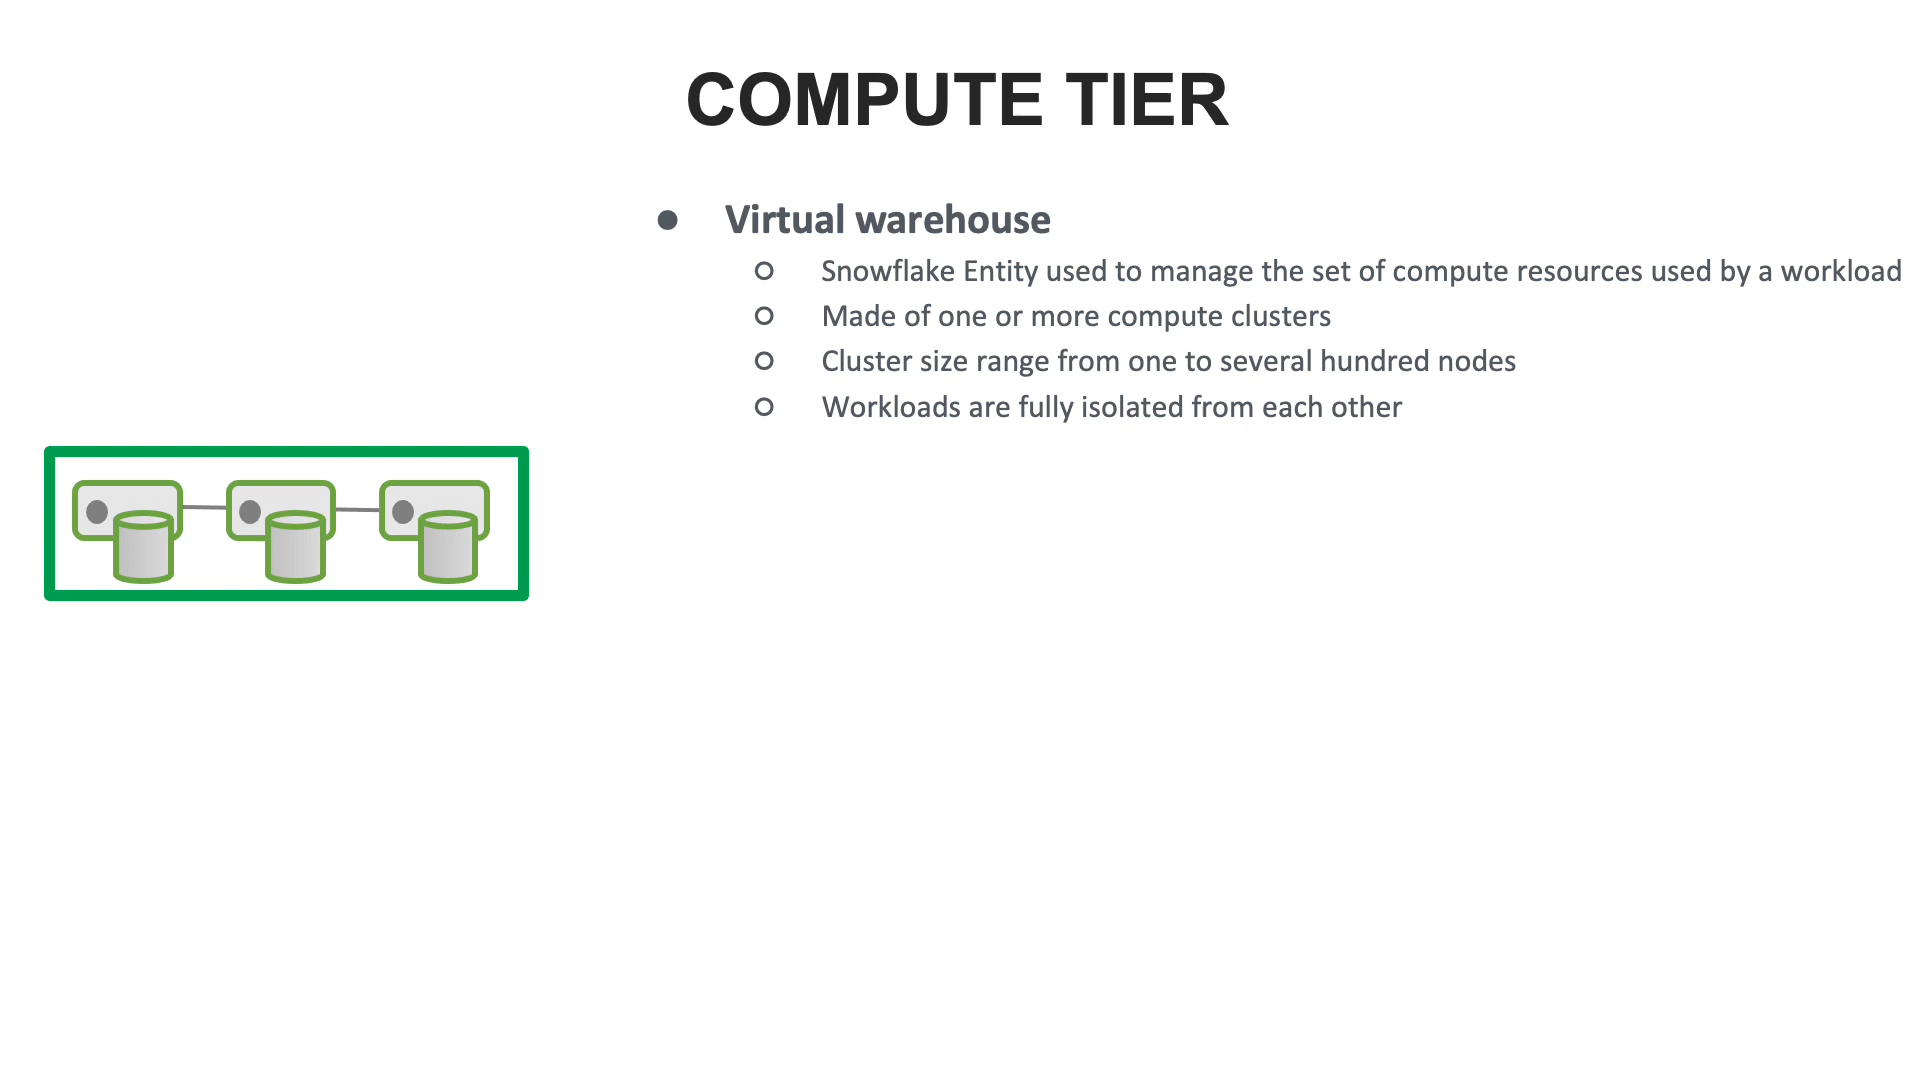 COMPUTE TIER
● Virtual warehouse
○ Snowflake Entity used to manage the set of compute resources used by a workload
○ Made of one or more compute clusters
○ Cluster size range from one to several hundred nodes
○ Workloads are fully isolated from each other